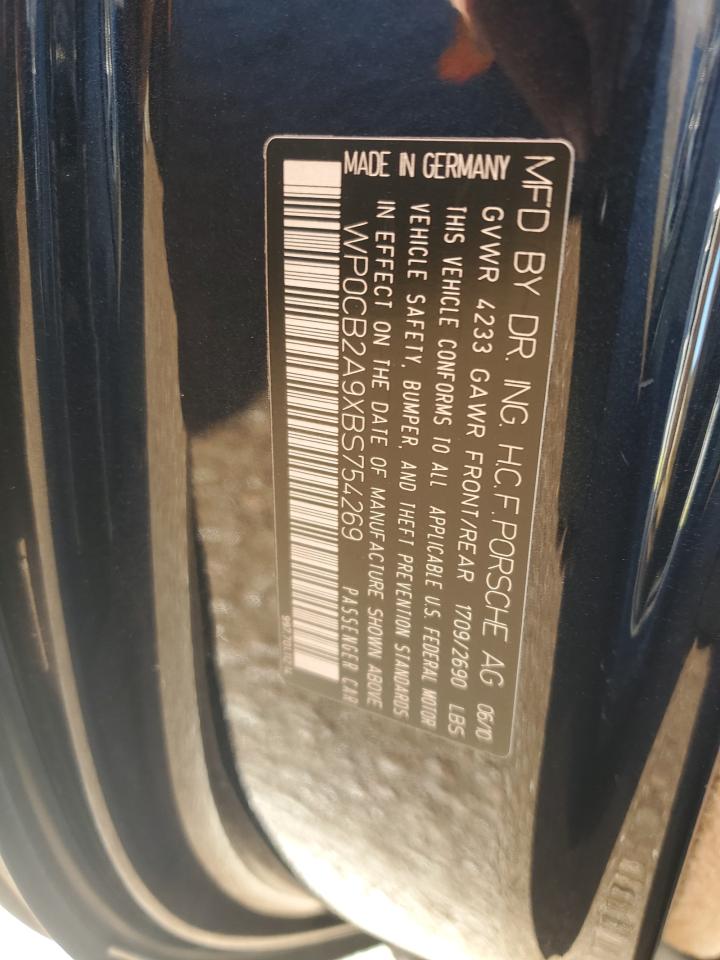 MFD BY DR. ING. H.C.F. PORSCHE AG 06/10
GVWR 4233 GAWR FRONT/REAR 1709/2690 LBS
THIS VEHICLE CONFORMS TO ALL APPLICABLE U.S. FEDERAL MOTOR
VEHICLE SAFETY, BUMPER, AND THEFT PREVENTION STANDARDS
IN EFFECT ON THE DATE OF MANUFACTURE SHOWN ABOVE
MADE IN GERMANY
WP0CB2A9XBS754269 PASSENGER CAR